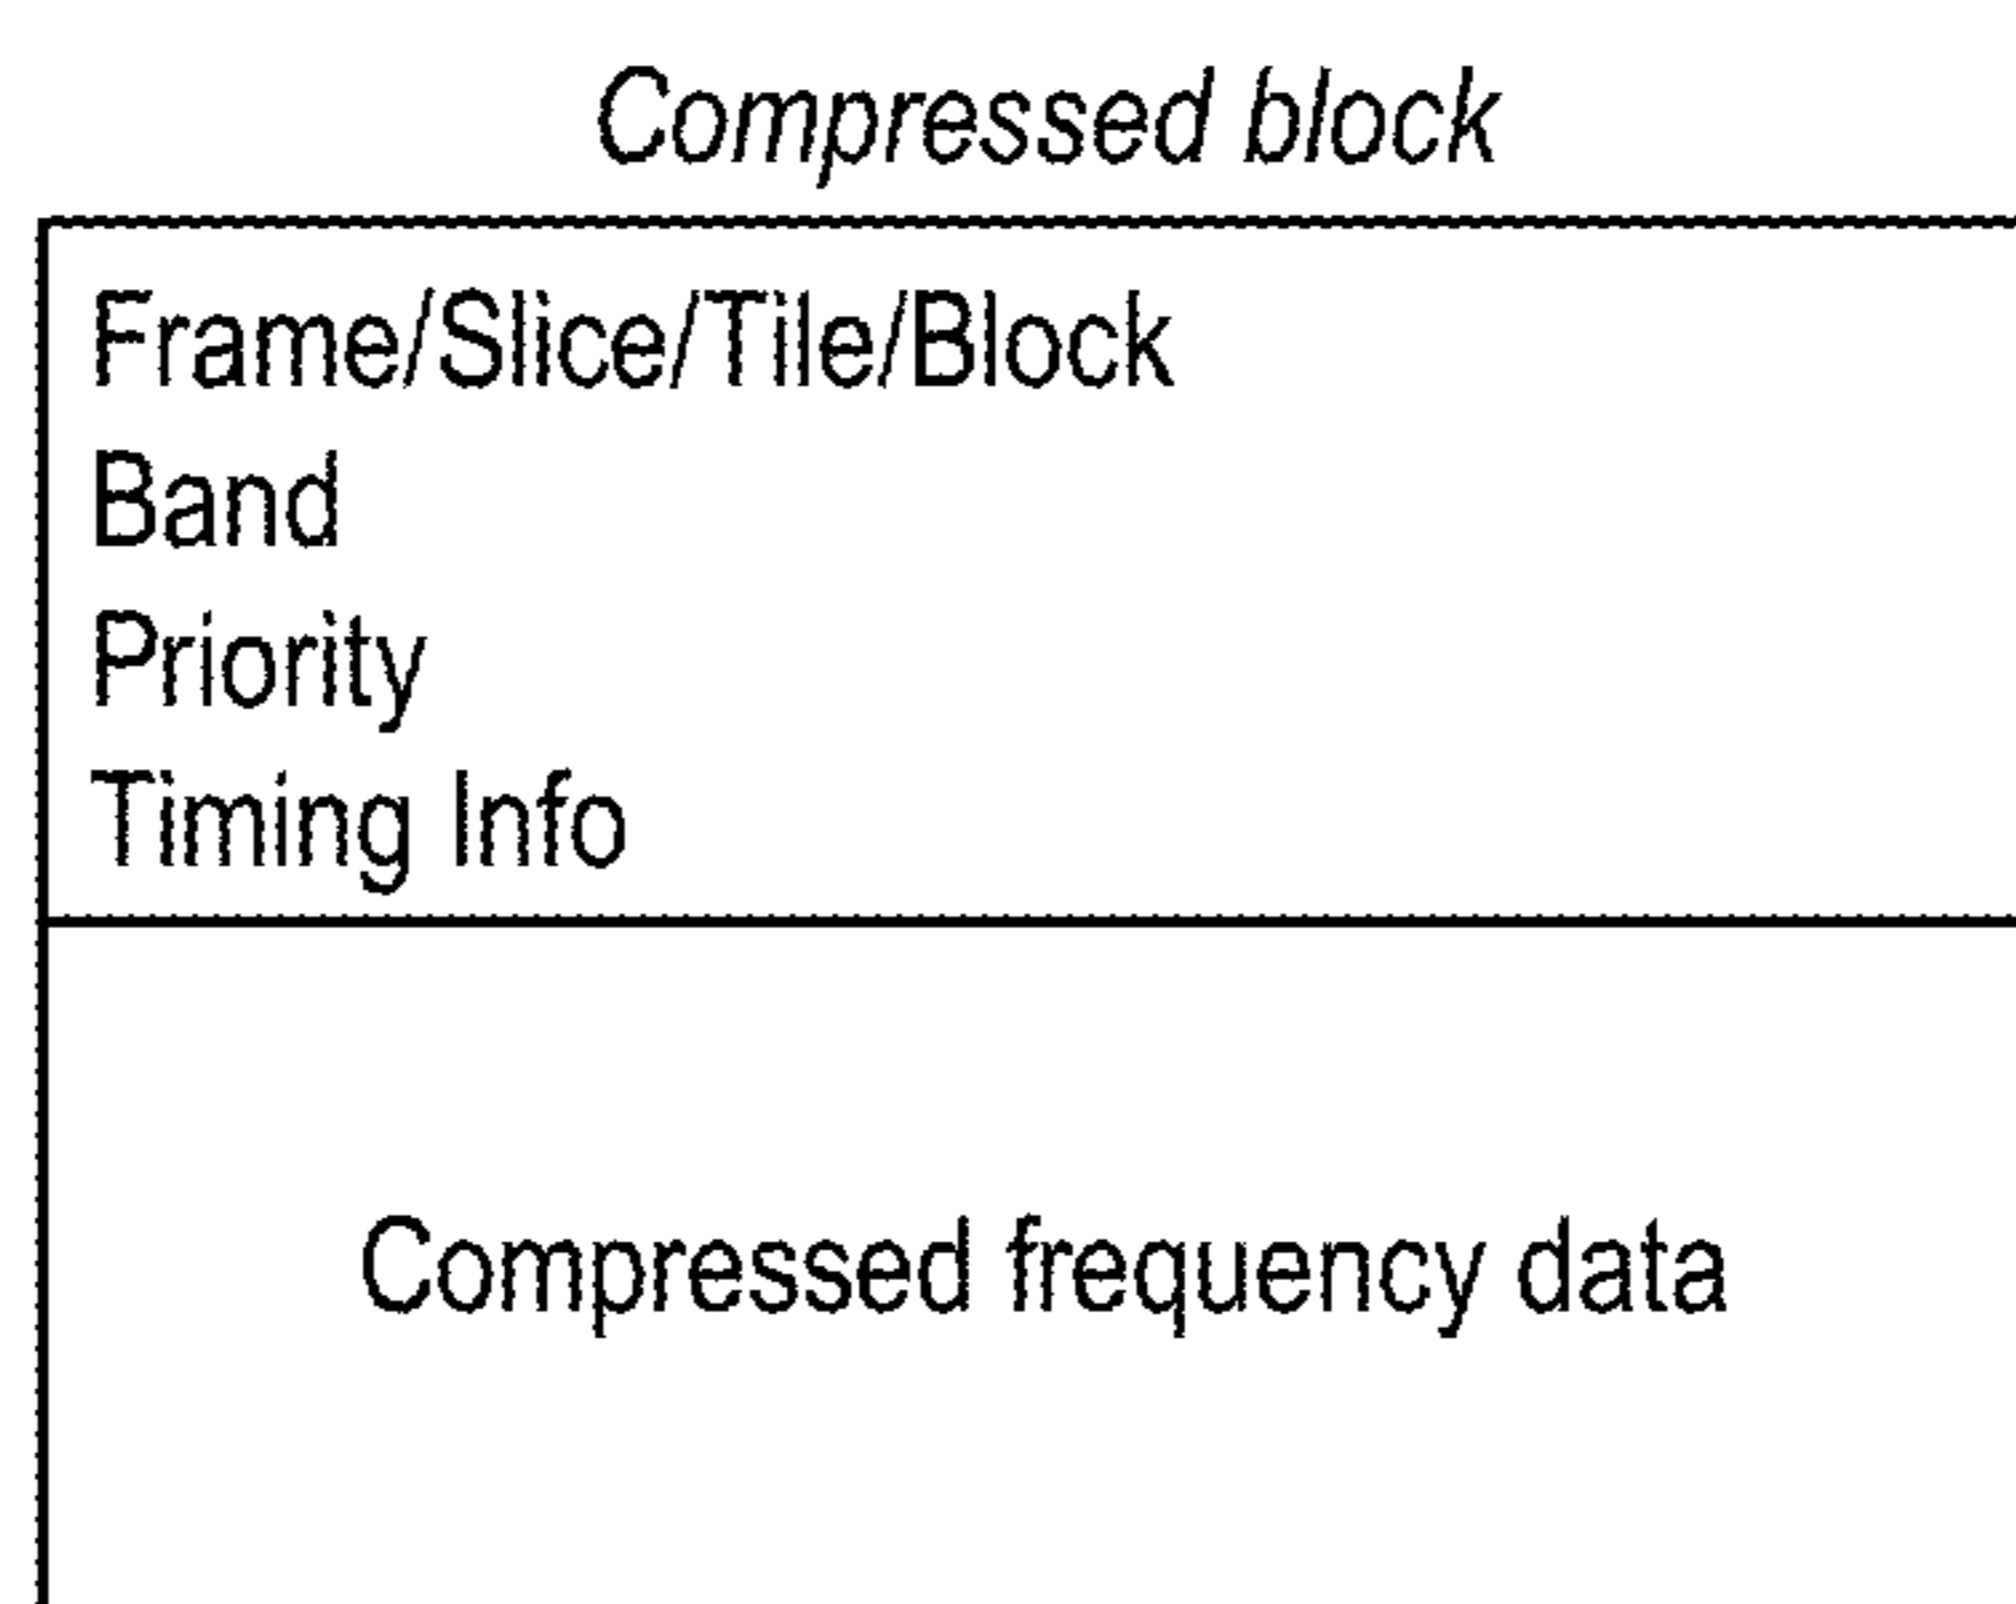 Compressed block
Frame/Slice/Tile/Block
Band
Priority
Timing Info
Compressed frequency data